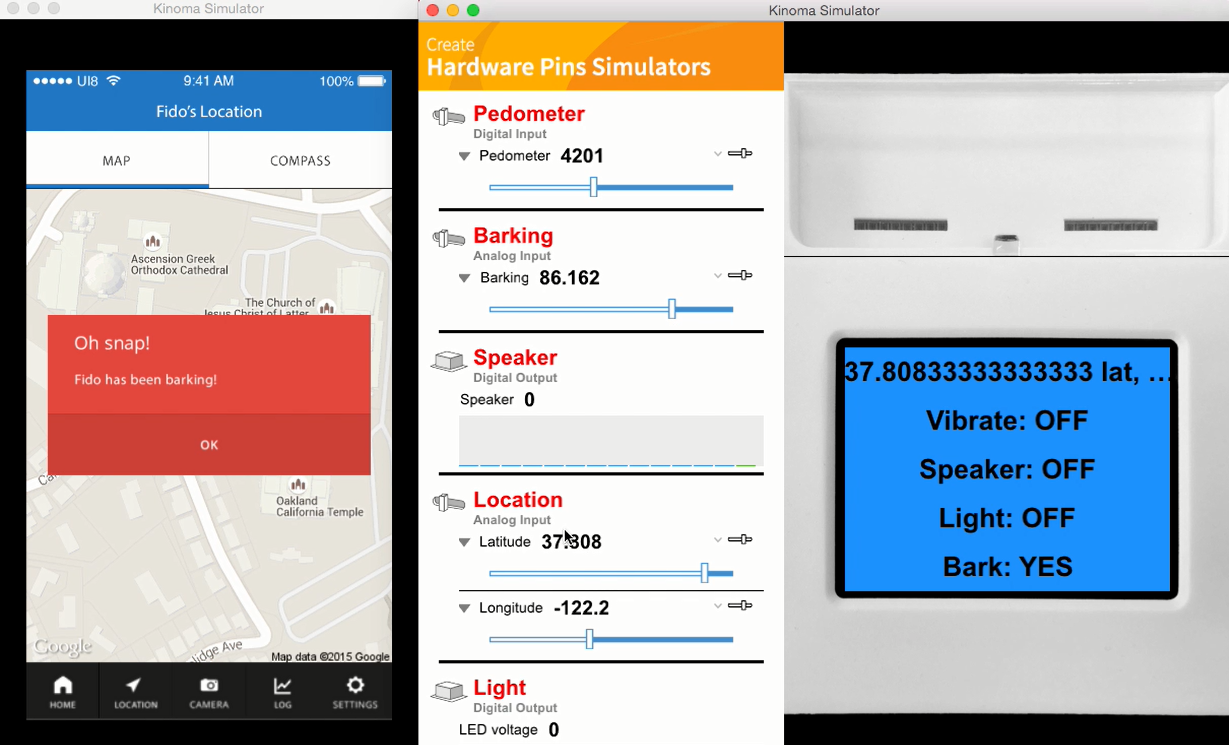 Kinoma Simulator
UI8
9:41 AM
100%
Fido's Location
MAP
COMPASS
Ascension Greek
Orthodox Cathedral
The Church of
Jesus Christ of Latter
Oh snap!
Fido has been barking!
OK
Oakland
California Temple
Google
lidge Ave
Map data ©2015 Google
HOME
LOCATION
CAMERA
LOG
SETTINGS
Kinoma Simulator
Create
Hardware Pins Simulators
Pedometer
Digital Input
Pedometer 4201
Barking
Analog Input
Barking 86.162
Speaker
Digital Output
Speaker 0
Location
Analog Input
Latitude 37.808
Longitude -122.2
Light
Digital Output
LED voltage 0
37.80833333333333 lat, ...
Vibrate: OFF
Speaker: OFF
Light: OFF
Bark: YES